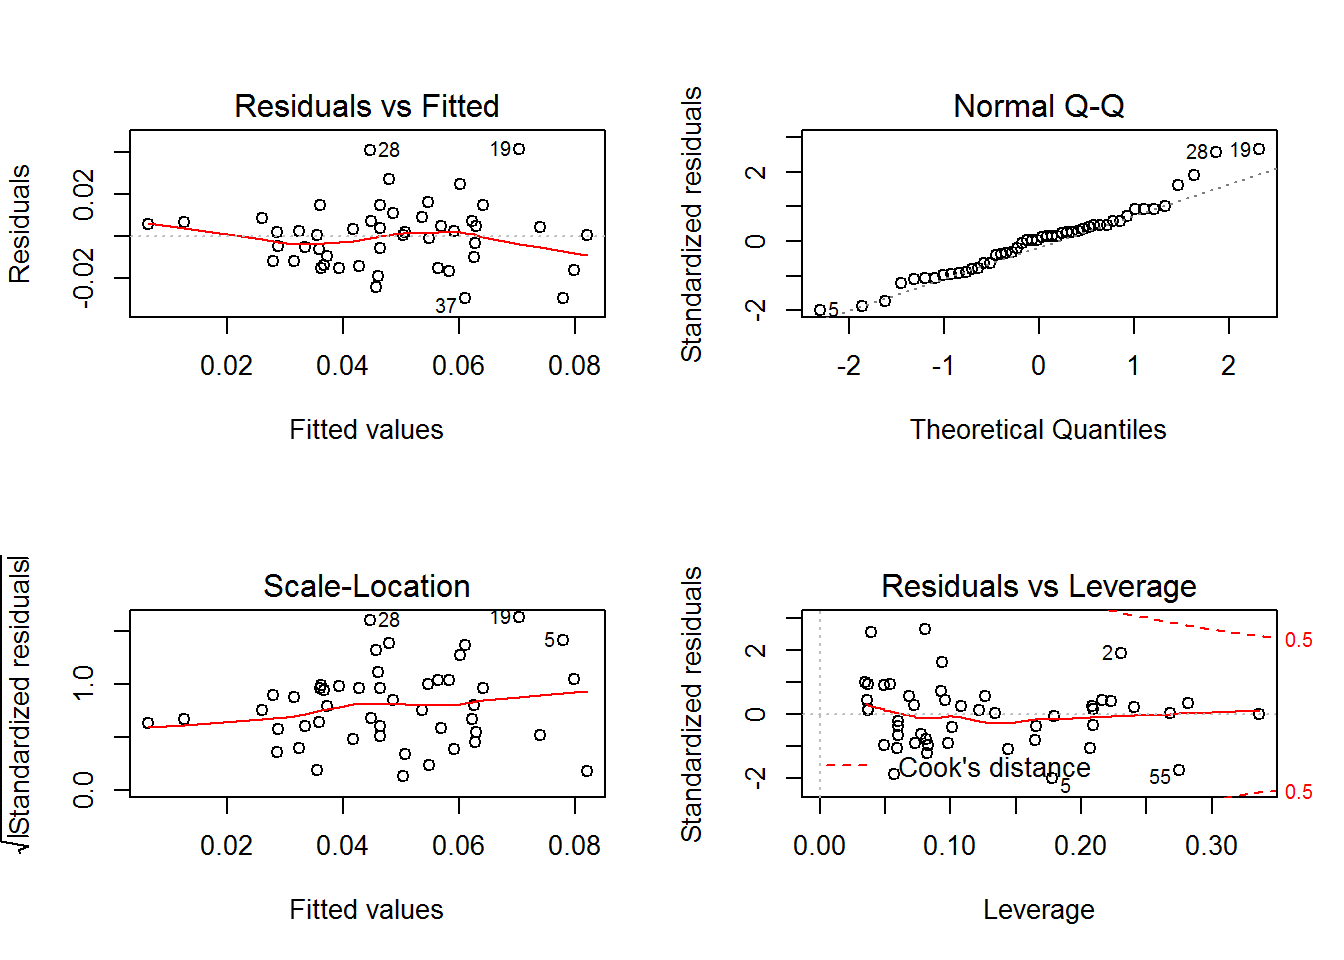 Residuals vs Fitted
Residuals
0.02
-0.02
28
19
37
0.02 0.04 0.06 0.08
Fitted values
Normal Q-Q
Standardized residuals
2
0
-2
28
19
5
-2 -1 0 1 2
Theoretical Quantiles
Scale-Location
√|Standardized residuals|
1.0
0.0
28
19
5
0.02 0.04 0.06 0.08
Fitted values
Residuals vs Leverage
Standardized residuals
2
0
-2
0.5
2
Cook's distance
55
5
0.5
0.00 0.10 0.20 0.30
Leverage